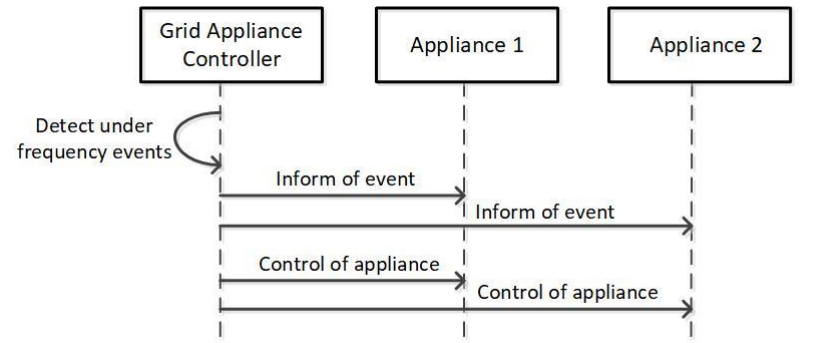 Grid Appliance
Controller
Appliance 1
Appliance 2
Detect under
frequency events
Inform of event
Inform of event
Control of appliance
Control of appliance